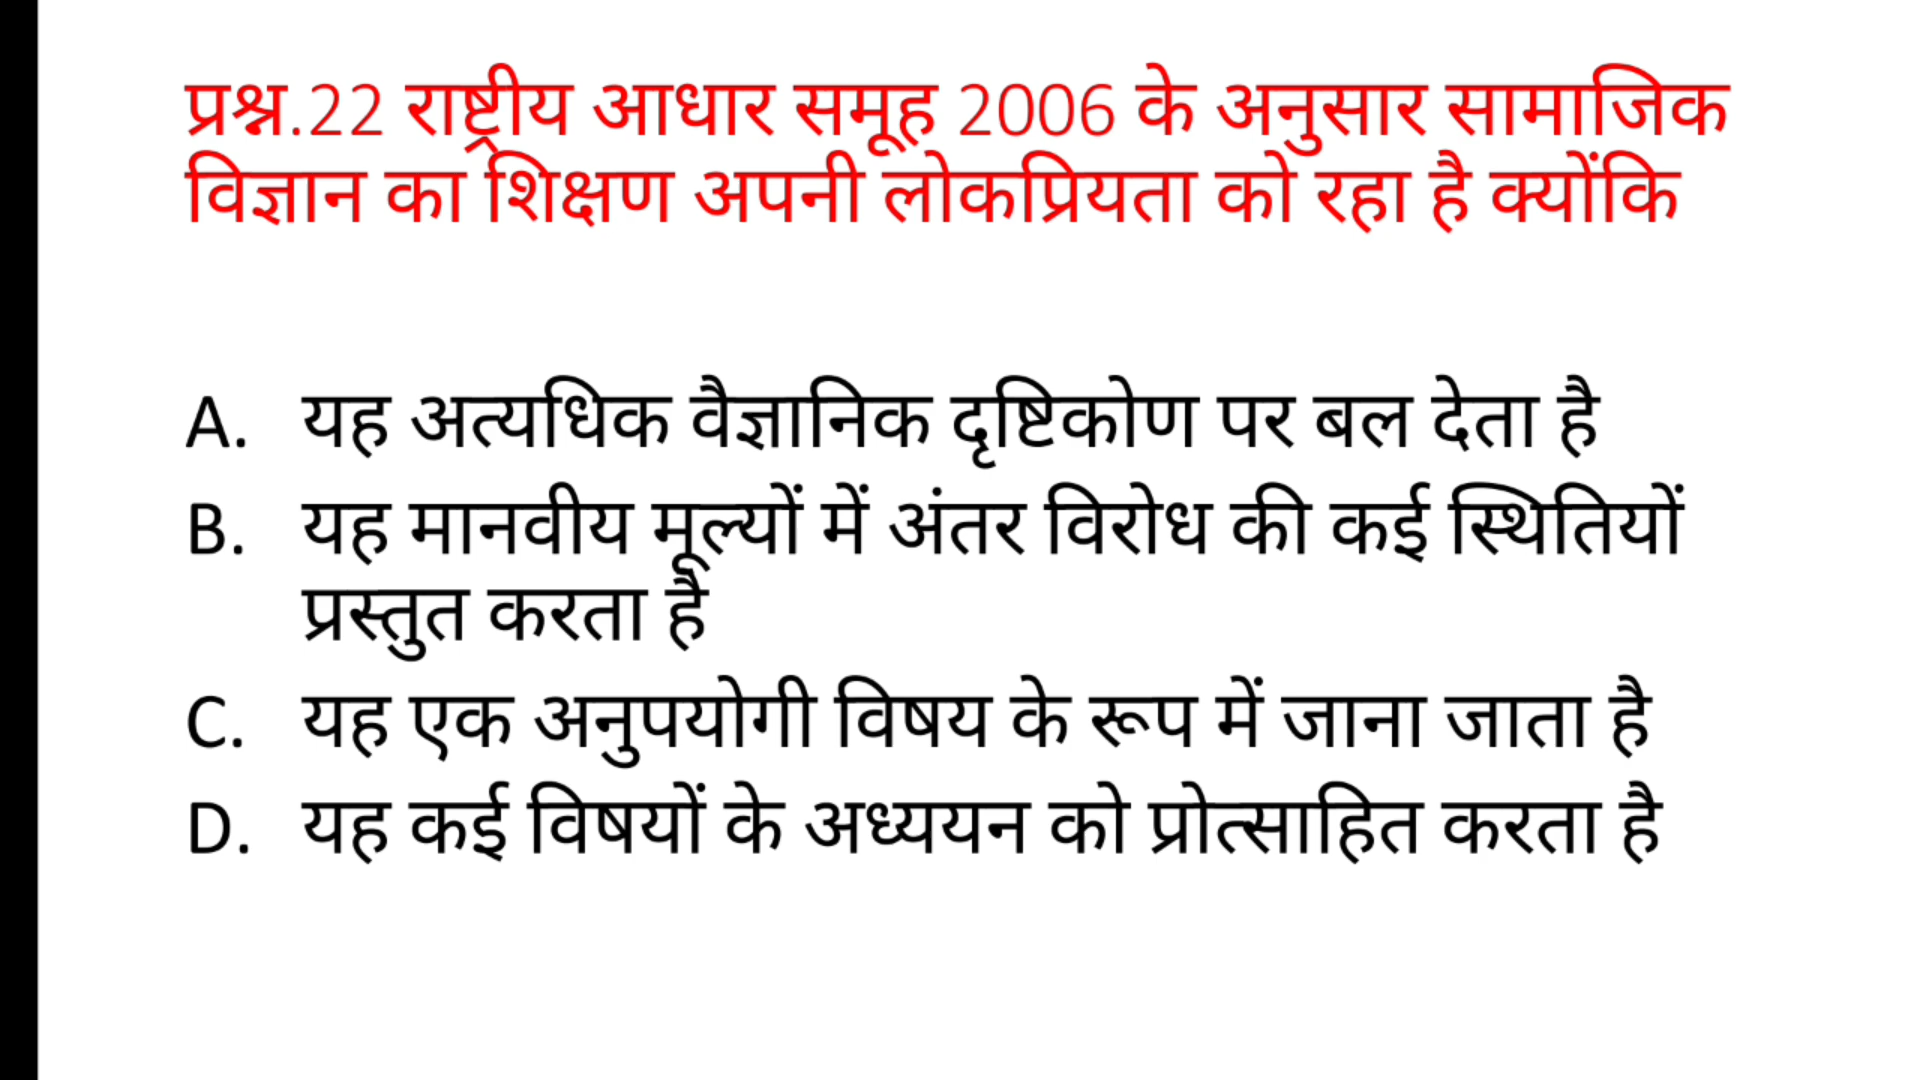 प्रश्न.22 राष्ट्रीय आधार समूह 2006 के अनुसार सामाजिक
विज्ञान का शिक्षण अपनी लोकप्रियता को रहा है क्योंकि
A. यह अत्यधिक वैज्ञानिक दृष्टिकोण पर बल देता है
B. यह मानवीय मूल्यों में अंतर विरोध की कई स्थितियों
प्रस्तुत करता है
C. यह एक अनुपयोगी विषय के रूप में जाना जाता है
D. यह कई विषयों के अध्ययन को प्रोत्साहित करता है